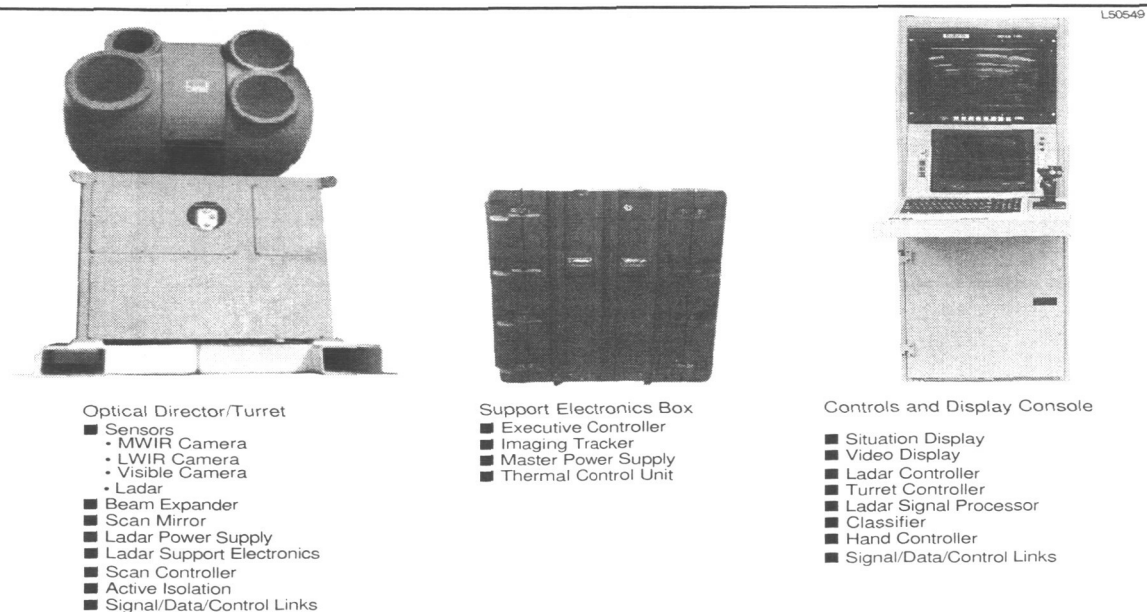 L50549
Optical Director/Turret
■ Sensors
• MWIR Camera
• LWIR Camera
• Visible Camera
• Ladar
■ Beam Expander
■ Scan Mirror
■ Ladar Power Supply
■ Ladar Support Electronics
■ Scan Controller
■ Active Isolation
■ Signal/Data/Control Links
Support Electronics Box
■ Executive Controller
■ Imaging Tracker
■ Master Power Supply
■ Thermal Control Unit
Controls and Display Console
■ Situation Display
■ Video Display
■ Ladar Controller
■ Turret Controller
■ Ladar Signal Processor
■ Classifier
■ Hand Controller
■ Signal/Data/Control Links